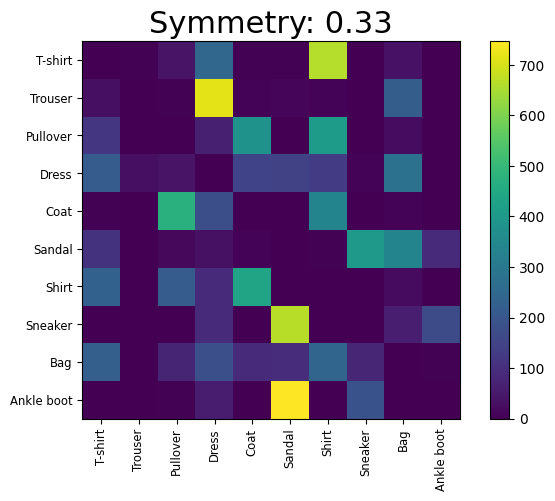 Symmetry: 0.33
T-shirt
Trouser
Pullover
Dress
Coat
Sandal
Shirt
Sneaker
Bag
Ankle boot
T-shirt
Trouser
Pullover
Dress
Coat
Sandal
Shirt
Sneaker
Bag
Ankle boot
700
600
500
400
300
200
100
0